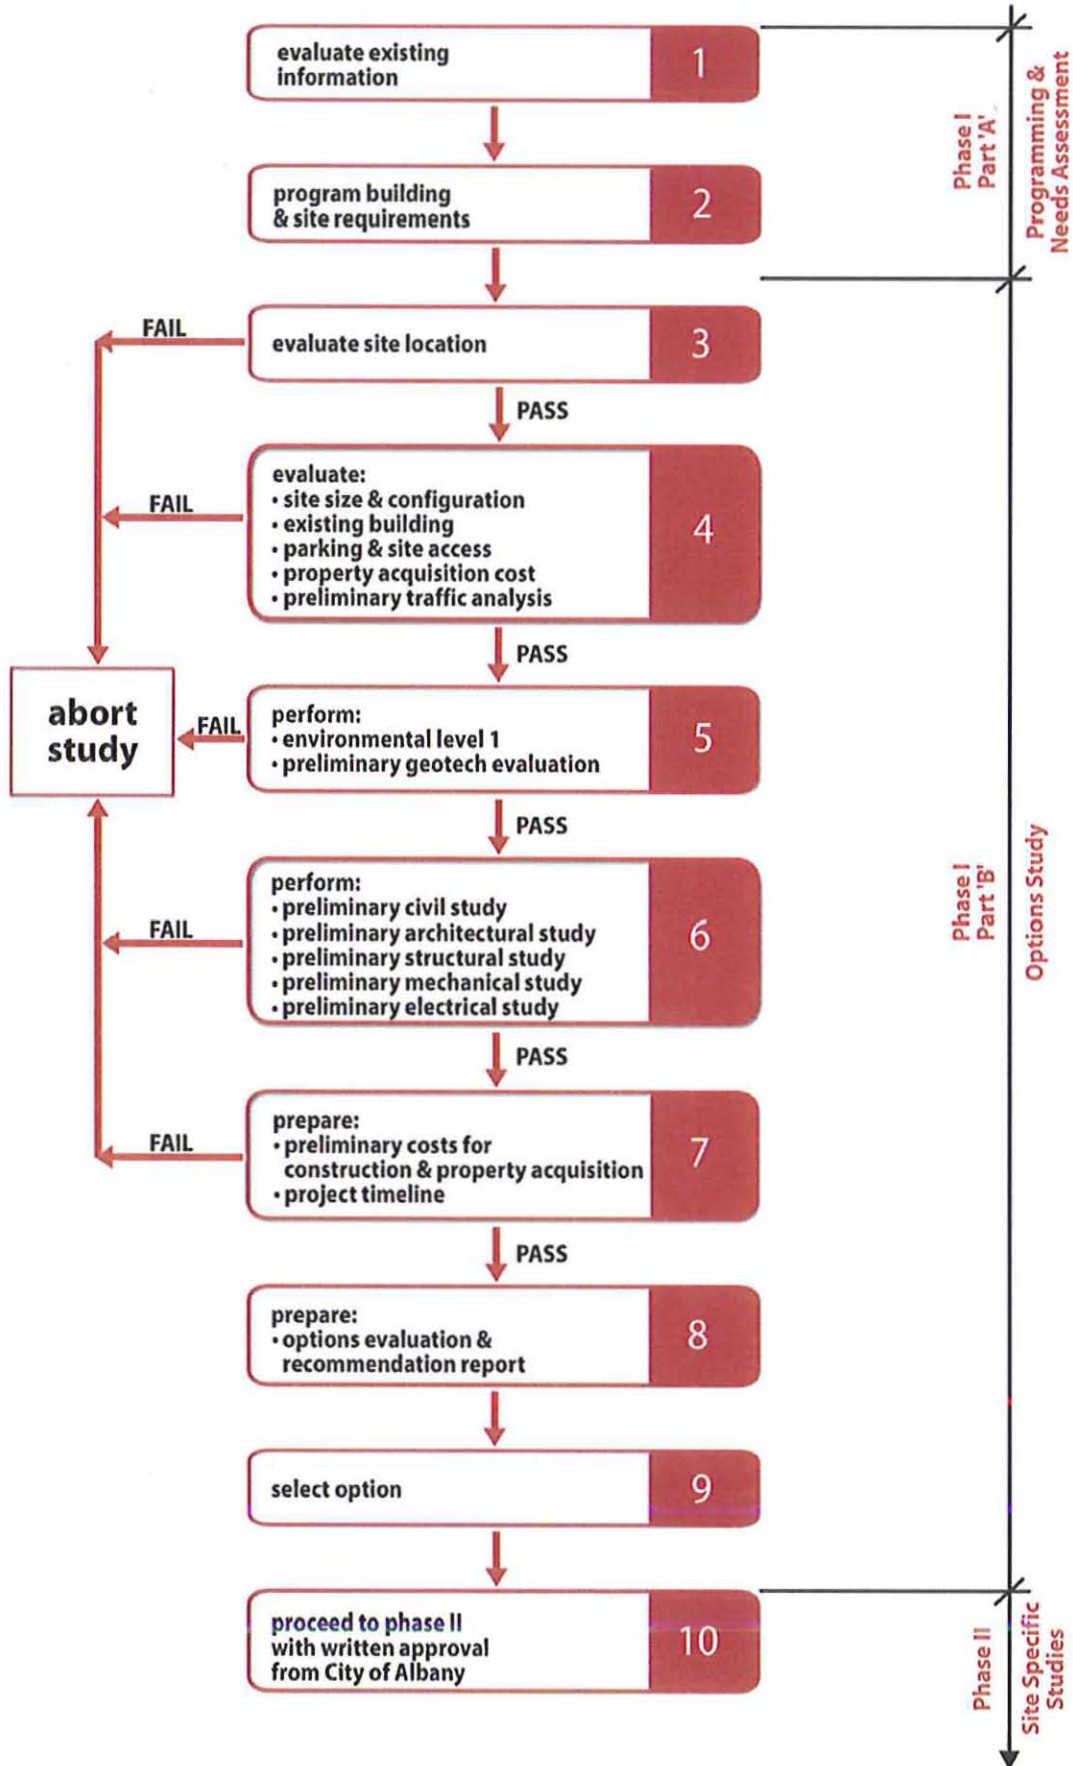 evaluate existing
information
1
program building
& site requirements
2
Phase I
Part 'A'
Programming &
Needs Assessment
FAIL
evaluate site location
3
PASS
FAIL
evaluate:
• site size & configuration
• existing building
• parking & site access
• property acquisition cost
• preliminary traffic analysis
4
PASS
abort
study
FAIL
perform:
• environmental level 1
• preliminary geotech evaluation
5
PASS
FAIL
perform:
• preliminary civil study
• preliminary architectural study
• preliminary structural study
• preliminary mechanical study
• preliminary electrical study
6
Phase I
Part 'B'
Options Study
PASS
FAIL
prepare:
• preliminary costs for
construction & property acquisition
• project timeline
7
PASS
prepare:
• options evaluation &
recommendation report
8
select option
9
proceed to phase II
with written approval
from City of Albany
10
Phase II
Site Specific
Studies